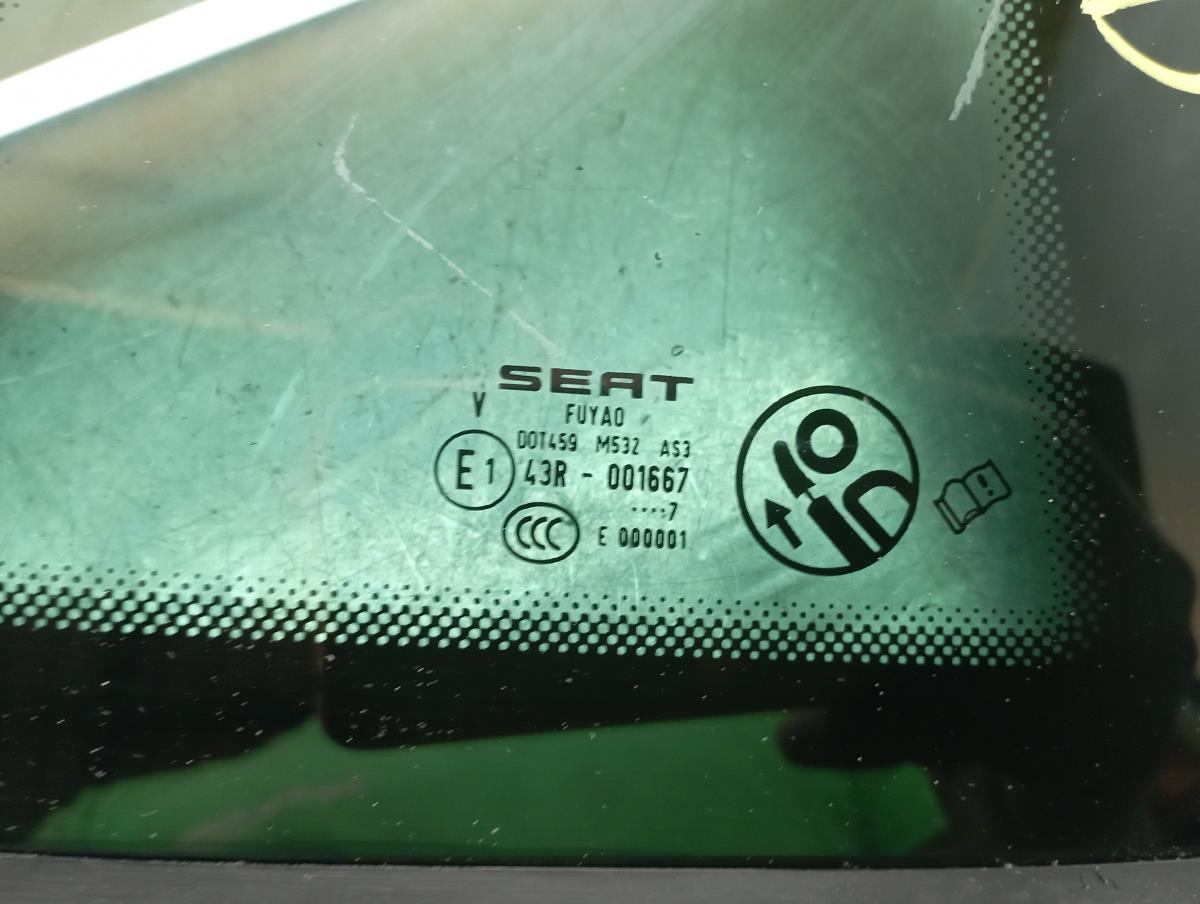 SEAT
V
FUYAO
DOT459 M532 AS3
E1 43R - 001667
....7
CCC E 000001